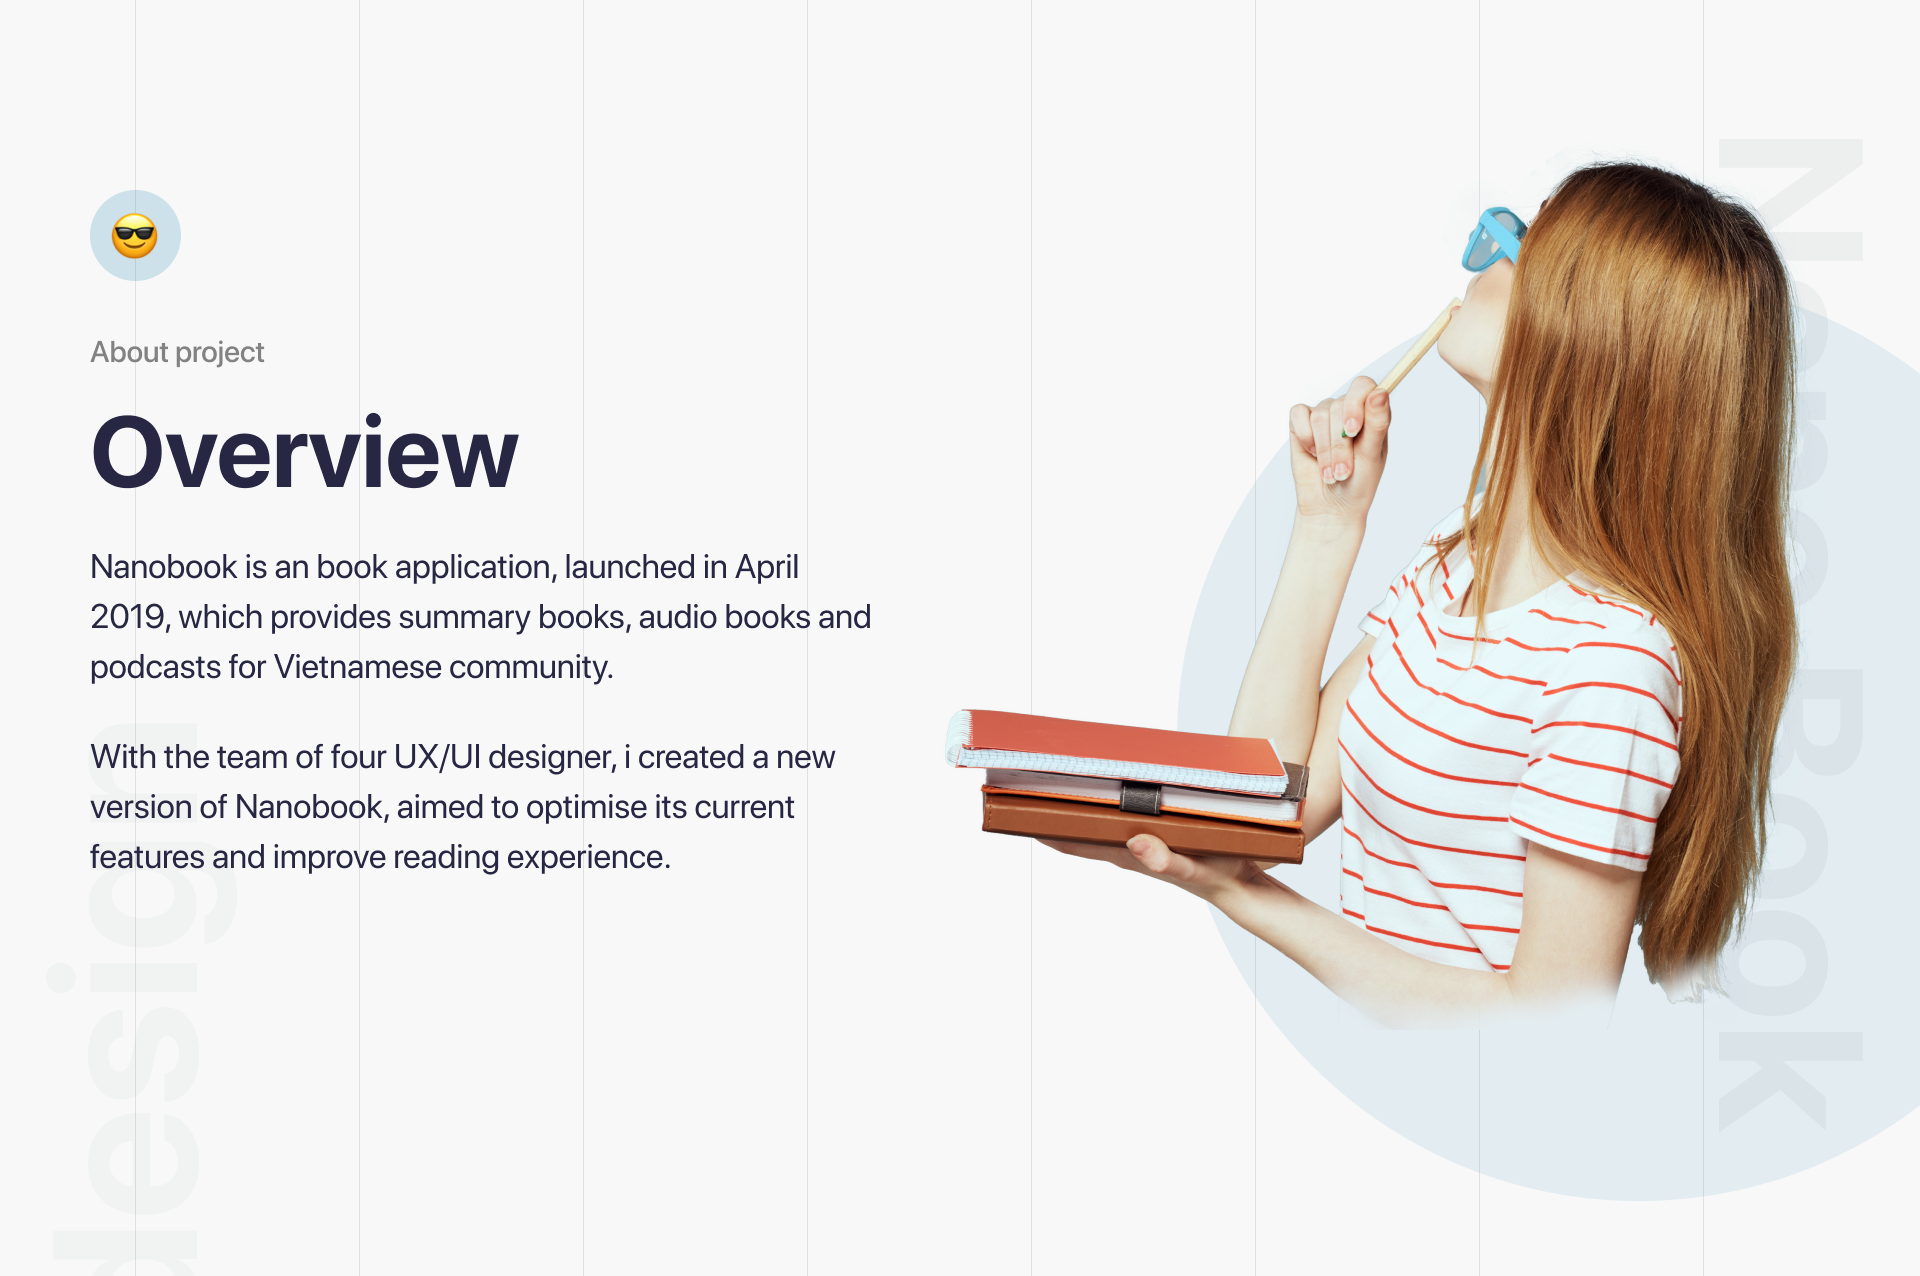 About project
Overview
Nanobook is an book application, launched in April
2019, which provides summary books, audio books and
podcasts for Vietnamese community.
With the team of four UX/UI designer, i created a new
version of Nanobook, aimed to optimise its current
features and improve reading experience.
design
Book